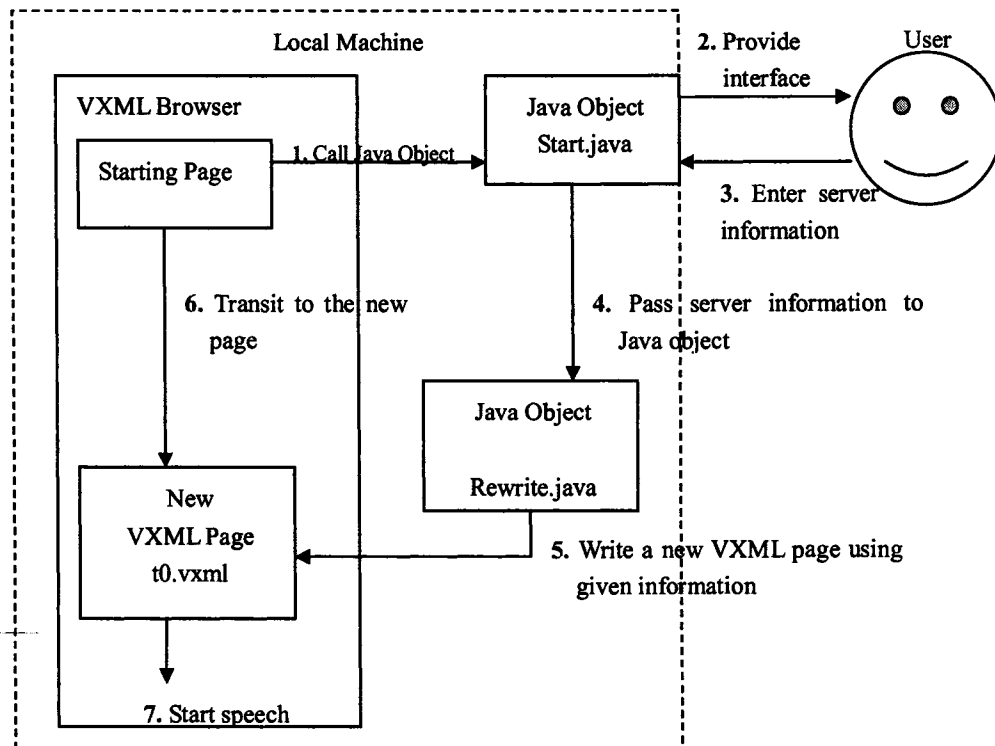 Local Machine
2. Provide
interface
User
VXML Browser
Starting Page
1. Call Java Object
Java Object
Start.java
3. Enter server
information
6. Transit to the new
page
4. Pass server information to
Java object
Java Object
Rewrite.java
New
VXML Page
t0.vxml
5. Write a new VXML page using
given information
7. Start speech